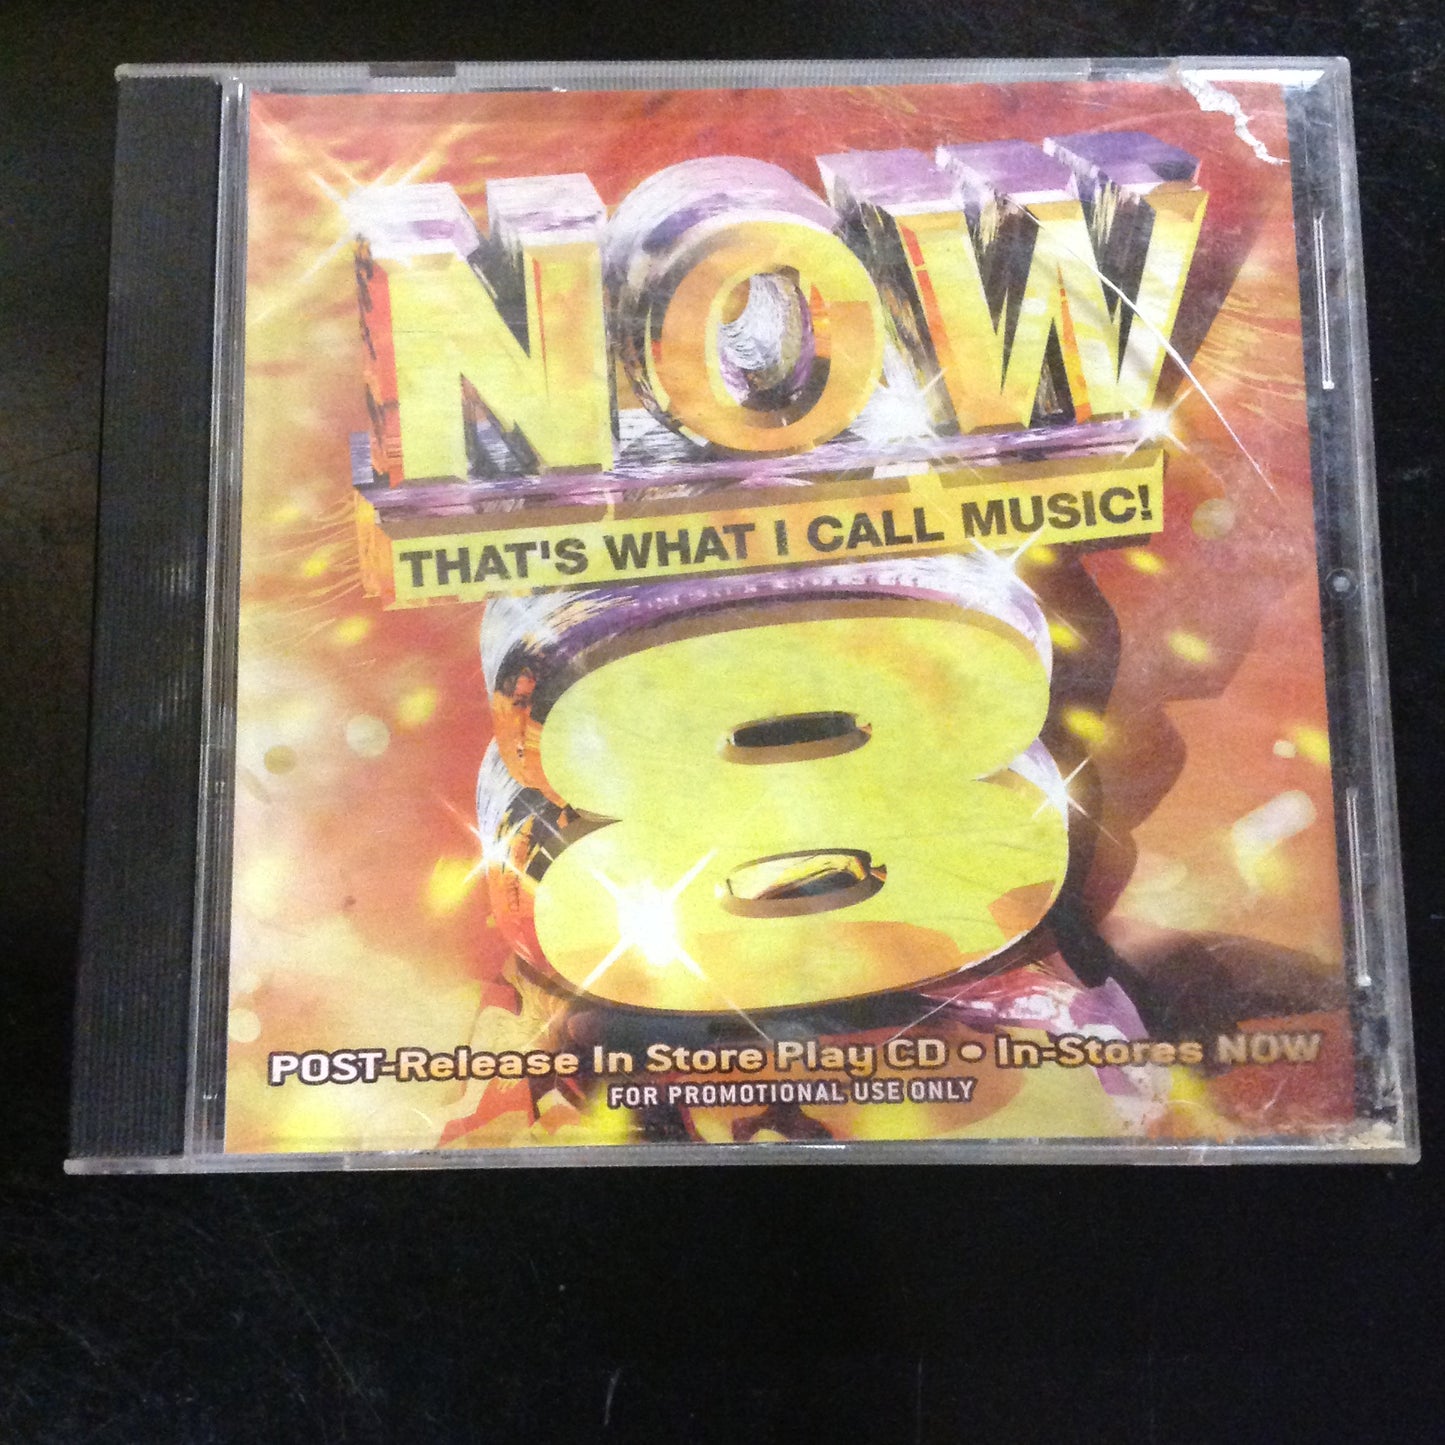 NOW
THAT'S WHAT I CALL MUSIC!
8
POST-Release In Store Play CD • In-Stores NOW
FOR PROMOTIONAL USE ONLY